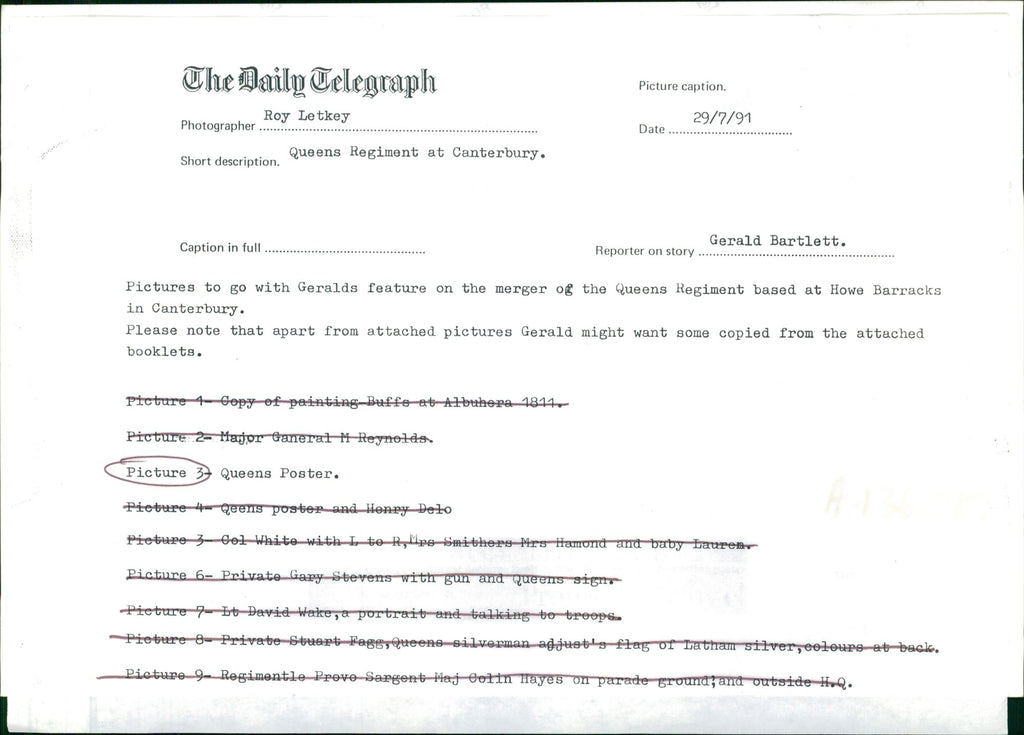 The Daily Telegraph
Picture caption.
Photographer Roy Letkey
Date 29/7/91
Short description. Queens Regiment at Canterbury.
Caption in full
Reporter on story Gerald Bartlett.
Pictures to go with Geralds feature on the merger of the Queens Regiment based at Howe Barracks
in Canterbury.
Please note that apart from attached pictures Gerald might want some copied from the attached
booklets.
Picture 1- Copy of painting Buffs at Albuhera 1811.
Picture 2- Major Ganeral M Reynolds.
Picture 3- Queens Poster.
Picture 4- Qeens poster and Henry Delo
Picture 3- Col White with L to R,Mrs Smithers Mrs Hamond and baby Lauren.
Picture 6- Private Gary Stevens with gun and Queens sign.
Picture 7- Lt David Wake,a portrait and talking to troops.
Picture 8- Private Stuart Fagg,Queens silverman adjust's flag of Latham silver,colours at back.
Picture 9- Regimentle Provo Sargent Maj Colin Hayes on parade ground,and outside H.Q.